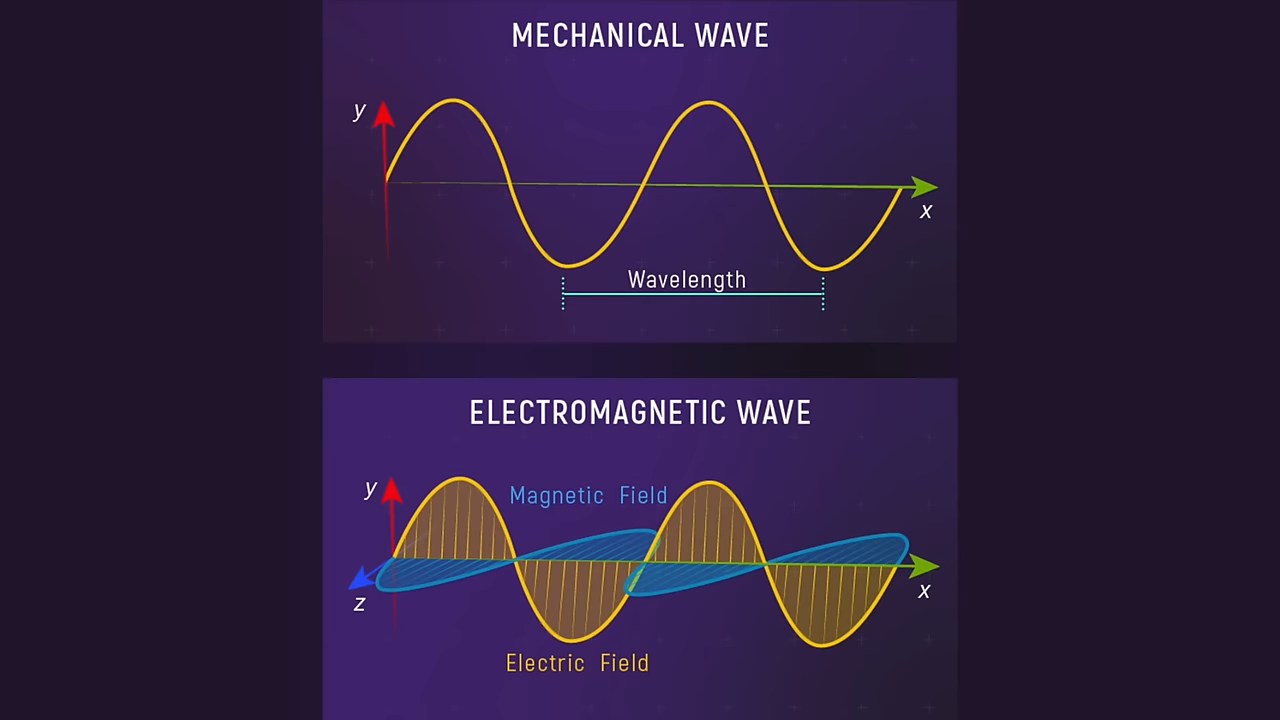 MECHANICAL WAVE
y
x
Wavelength
ELECTROMAGNETIC WAVE
y
Magnetic Field
z
x
Electric Field